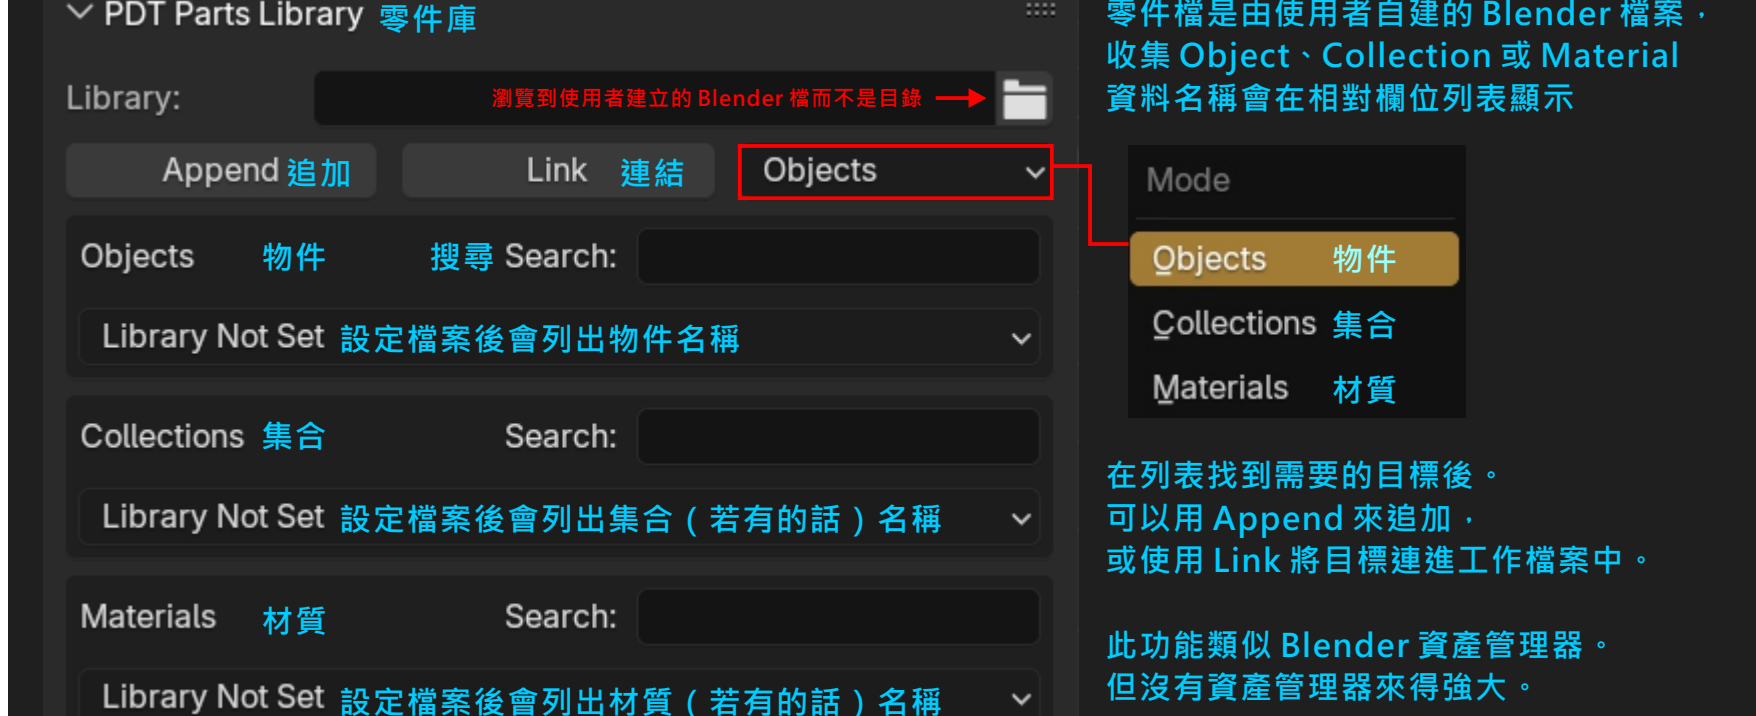 PDT Parts Library 零件庫
Library:
瀏覽到使用者建立的 Blender 檔而不是目錄
Append 追加
Link 連結
Objects
Objects 物件 搜尋 Search:
Library Not Set 設定檔案後會列出物件名稱
Collections 集合 Search:
Library Not Set 設定檔案後會列出集合（若有的話）名稱
Materials 材質 Search:
Library Not Set 設定檔案後會列出材質（若有的話）名稱
零件檔是由使用者自建的 Blender 檔案，
收集 Object、Collection 或 Material
資料名稱會在相對欄位列表顯示
Mode
Objects 物件
Collections 集合
Materials 材質
在列表找到需要的目標後。
可以用 Append 來追加，
或使用 Link 將目標連進工作檔案中。
此功能類似 Blender 資產管理器。
但沒有資產管理器來得強大。